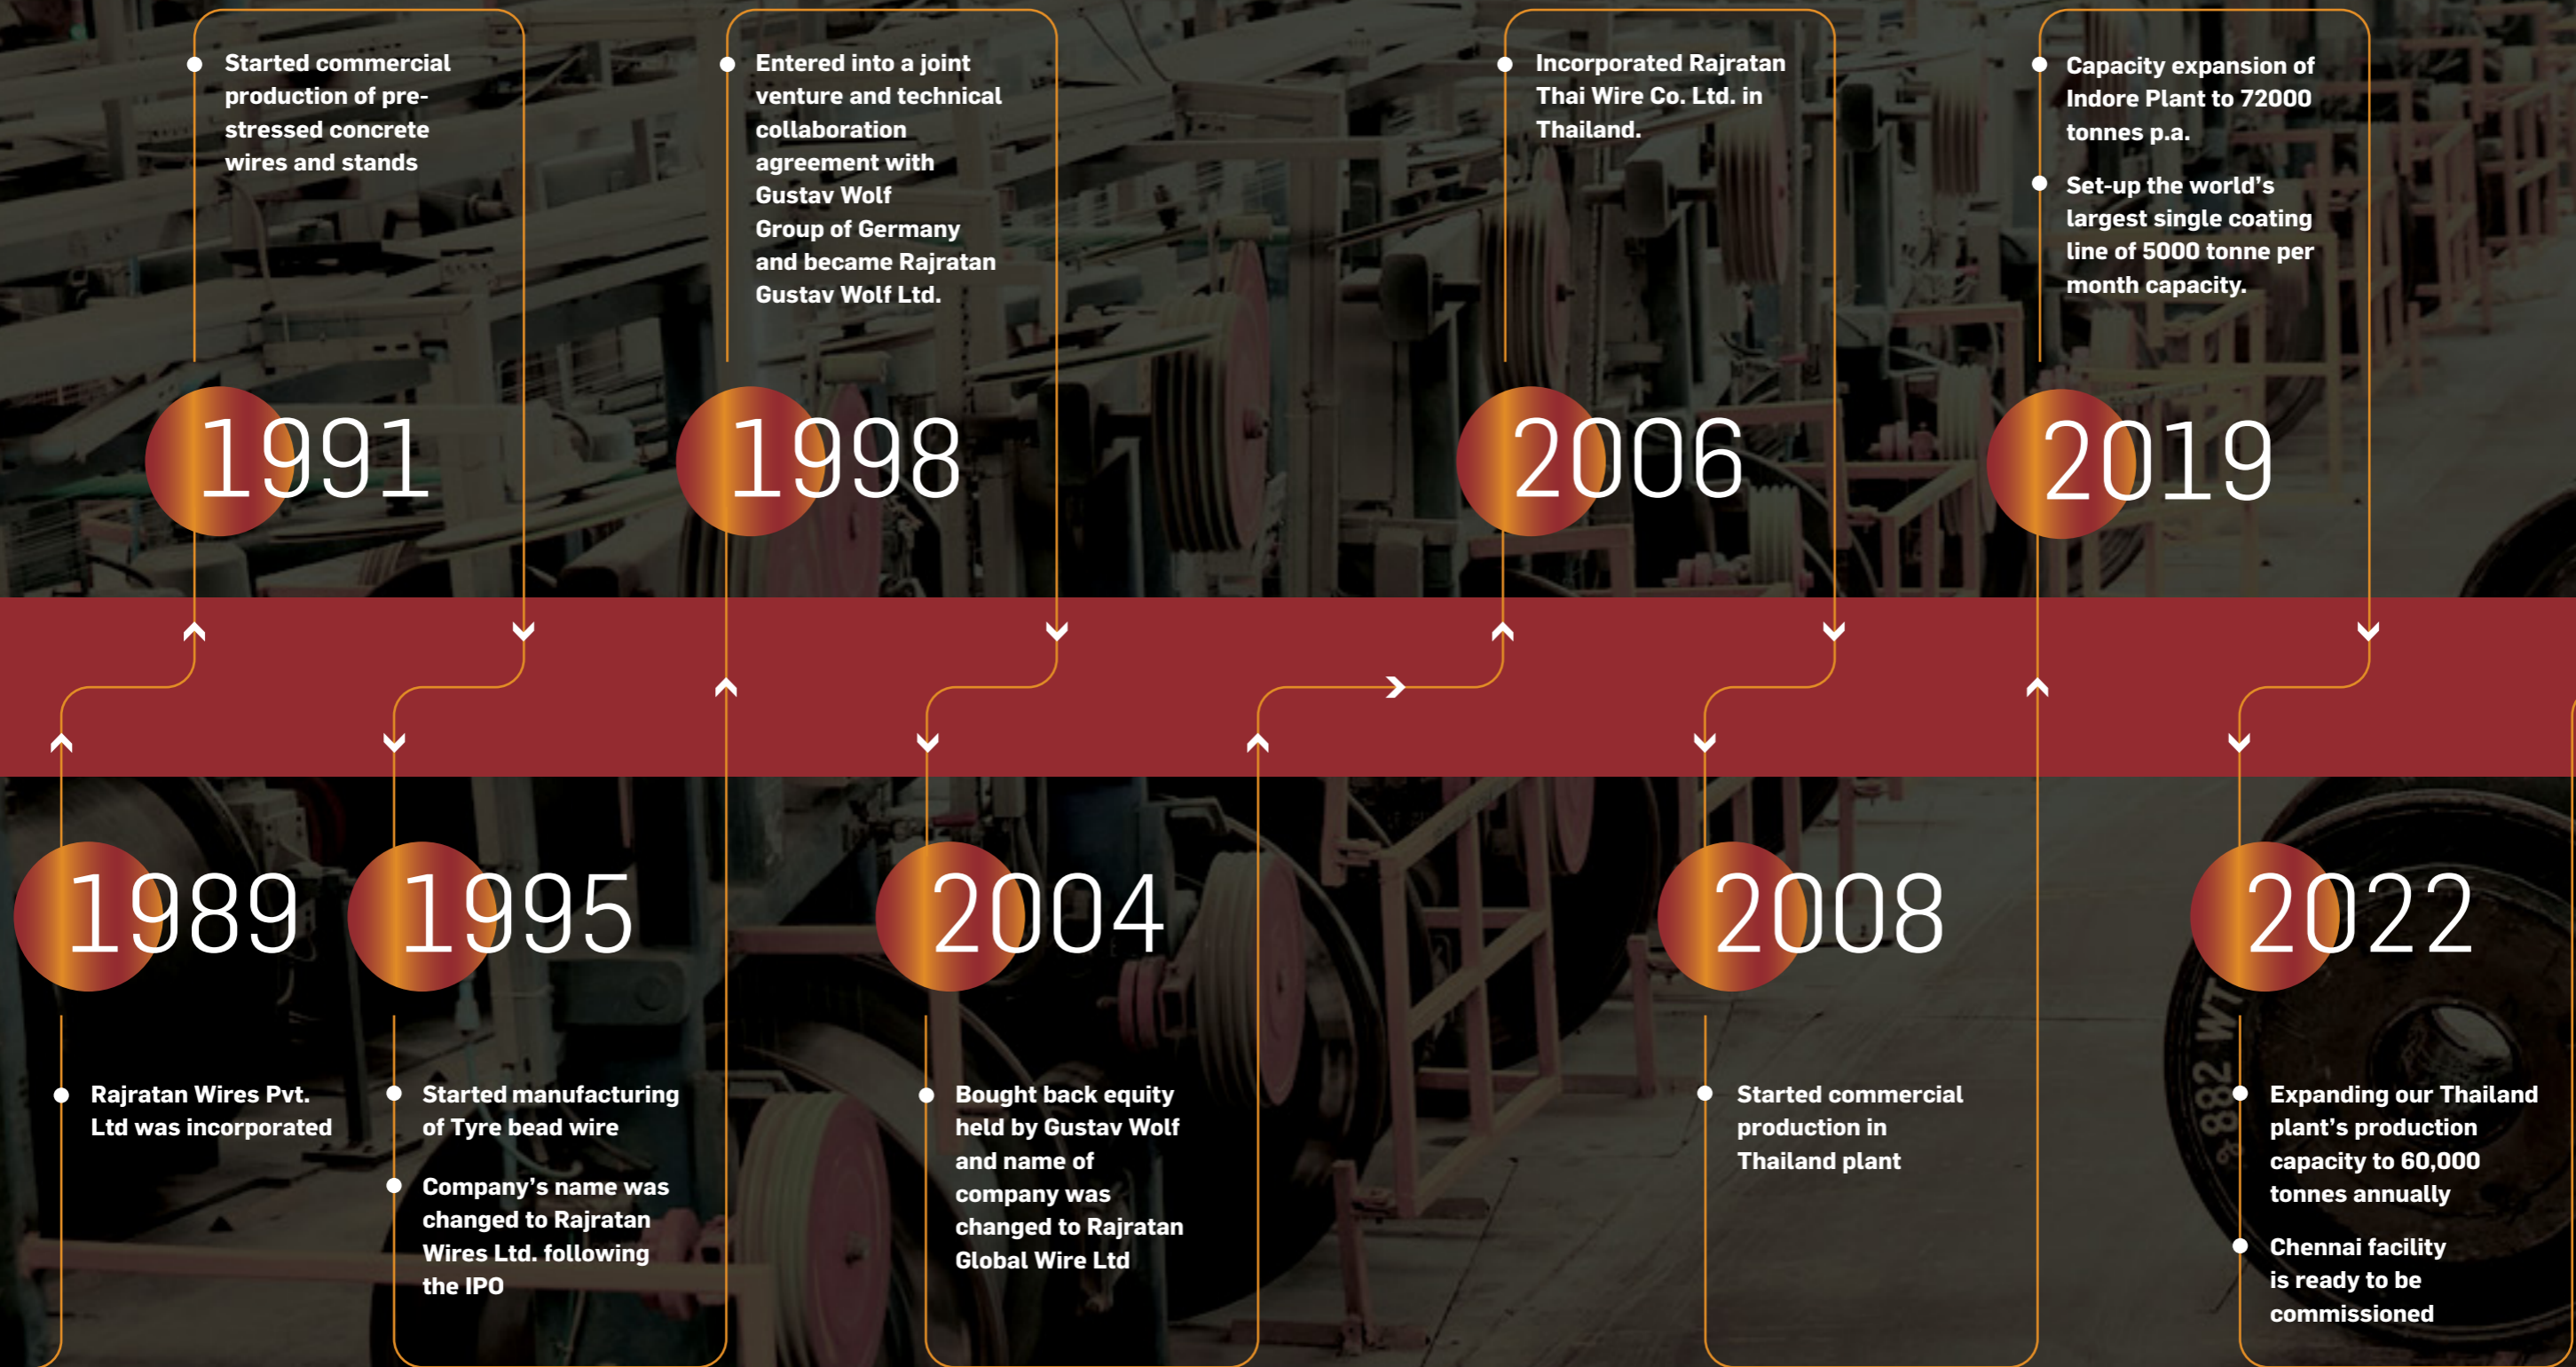 Started commercial
production of pre-
stressed concrete
wires and stands
1991
Entered into a joint
venture and technical
collaboration
agreement with
Gustav Wolf
Group of Germany
and became Rajratan
Gustav Wolf Ltd.
1998
Incorporated Rajratan
Thai Wire Co. Ltd. in
Thailand.
2006
Capacity expansion of
Indore Plant to 72000
tonnes p.a.
Set-up the world's
largest single coating
line of 5000 tonne per
month capacity.
2019
1989
Rajratan Wires Pvt.
Ltd was incorporated
1995
Started manufacturing
of Tyre bead wire
Company's name was
changed to Rajratan
Wires Ltd. following
the IPO
2004
Bought back equity
held by Gustav Wolf
and name of
company was
changed to Rajratan
Global Wire Ltd
2008
Started commercial
production in
Thailand plant
2022
Expanding our Thailand
plant's production
capacity to 60,000
tonnes annually
Chennai facility
is ready to be
commissioned
882 WT